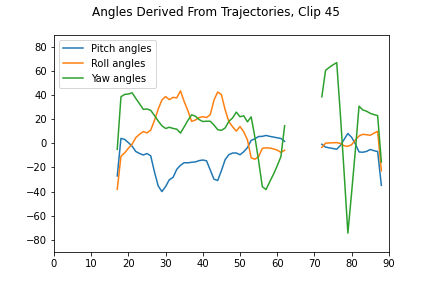 Angles Derived From Trajectories, Clip 45
Pitch angles
Roll angles
Yaw angles
80
60
40
20
0
−20
−40
−60
−80
0 10 20 30 40 50 60 70 80 90